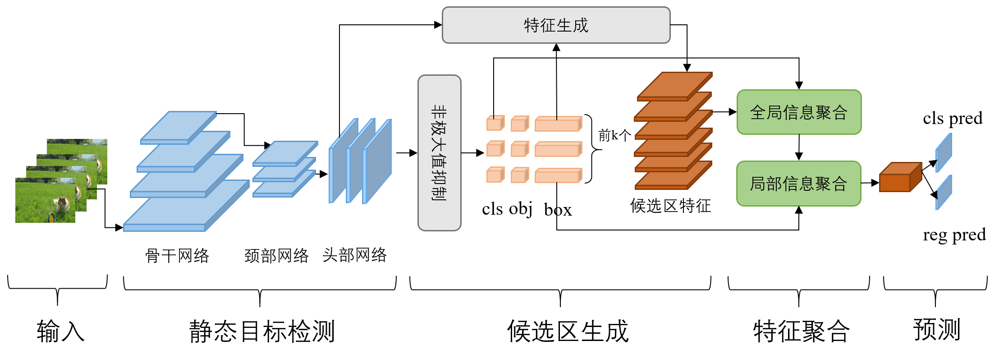 特征生成
非极大值抑制
前k个
全局信息聚合
cls pred
局部信息聚合
cls obj box
候选区特征
reg pred
骨干网络
颈部网络
头部网络
输入
静态目标检测
候选区生成
特征聚合
预测